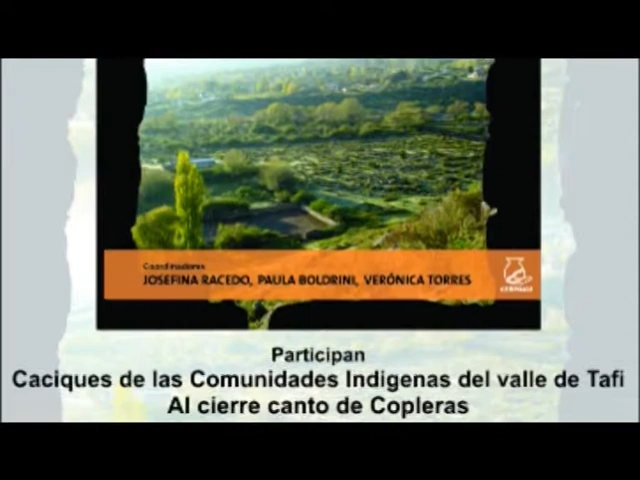 Coordinadores
JOSEFINA RACEDO, PAULA BOLDRINI, VERÓNICA TORRES
Participan
Caciques de las Comunidades Indigenas del valle de Tafi
Al cierre canto de Copleras